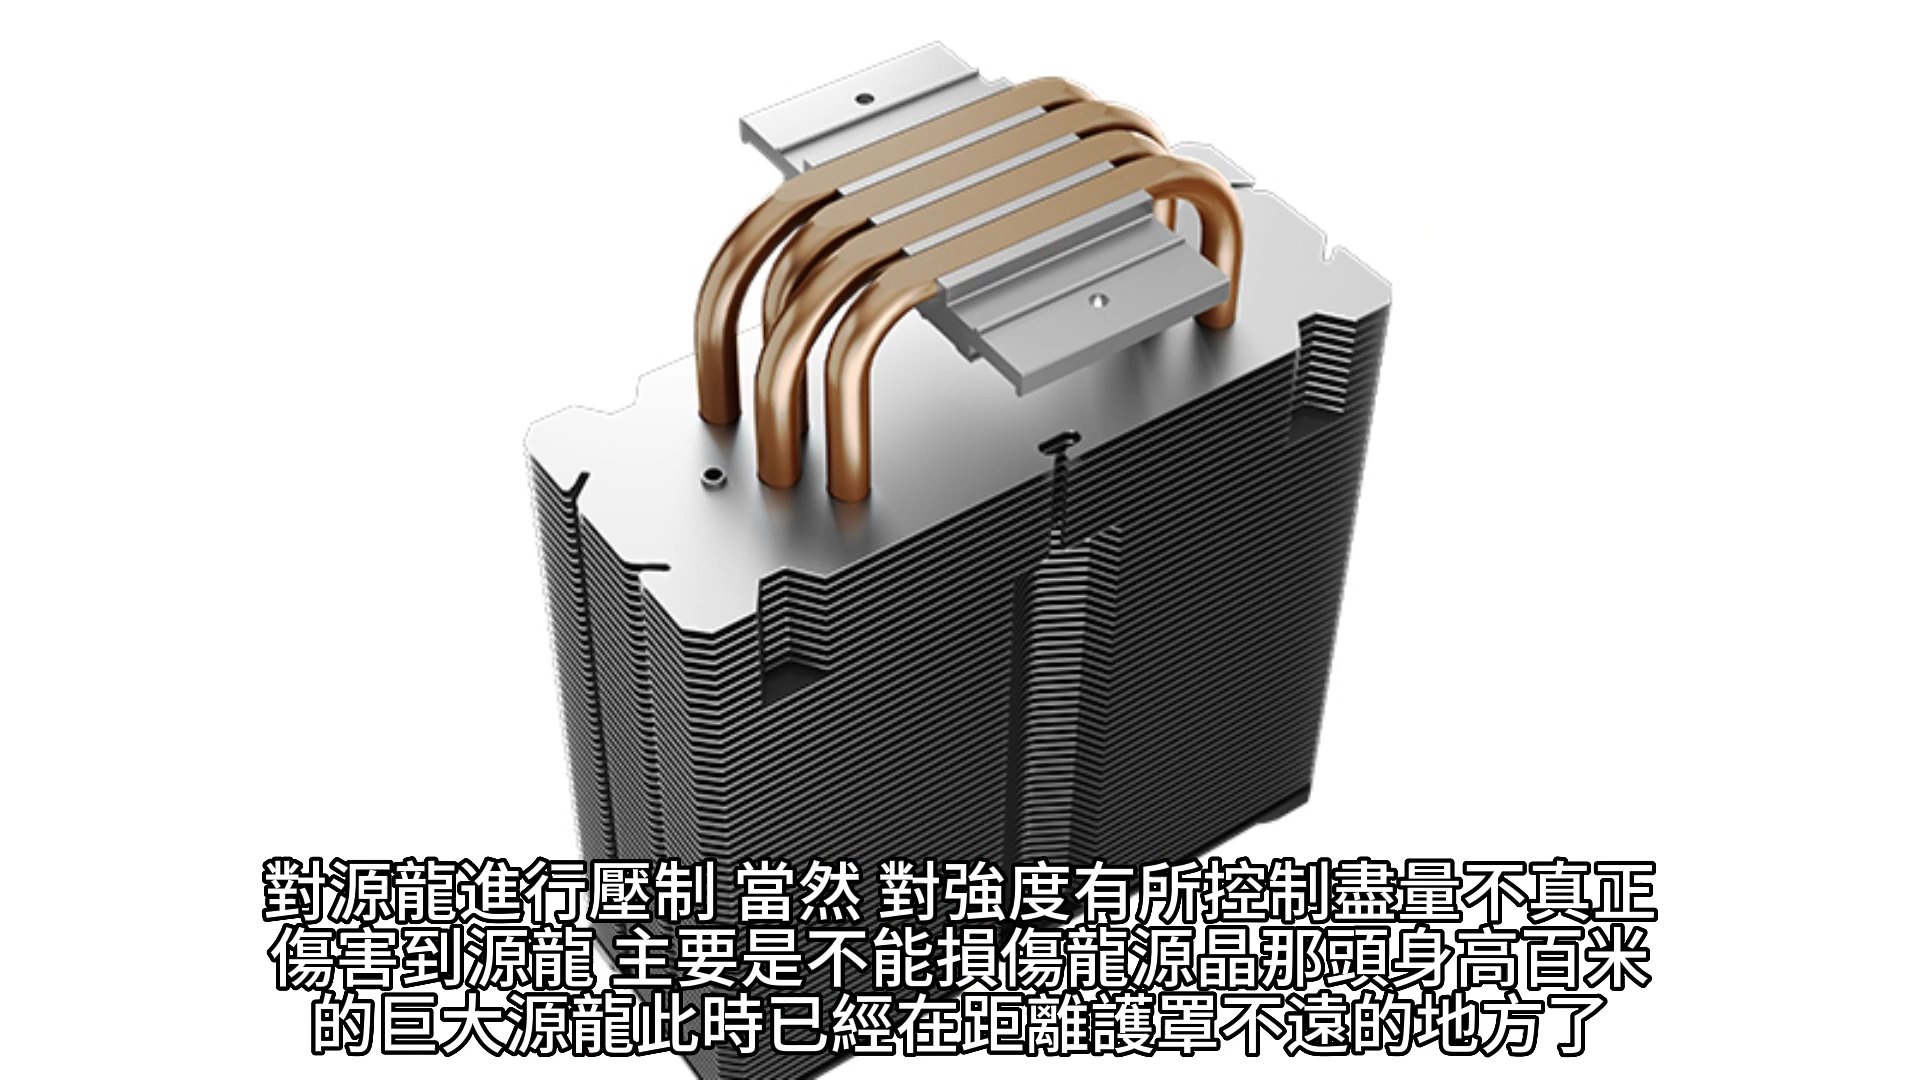 對源龍進行壓制 當然 對強度有所控制盡量不真正
傷害到源龍 主要是不能損傷龍源晶那頭身高百米
的巨大源龍此時已經在距離護罩不遠的地方了